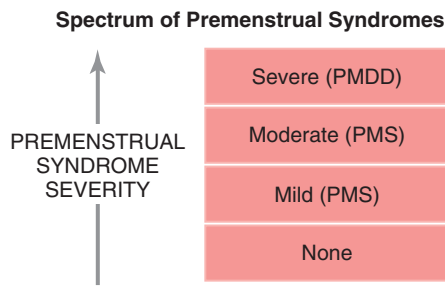 Spectrum of Premenstrual Syndromes
PREMENSTRUAL
SYNDROME
SEVERITY
Severe (PMDD)
Moderate (PMS)
Mild (PMS)
None